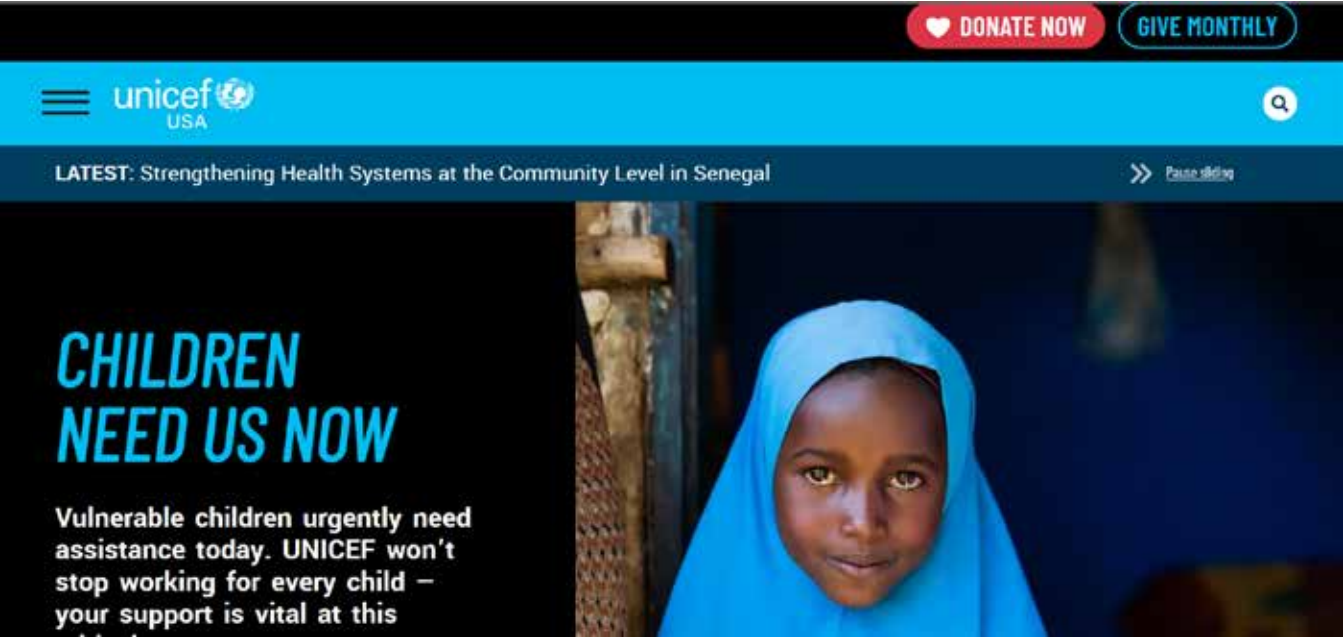 DONATE NOW
GIVE MONTHLY
unicef
USA
LATEST: Strengthening Health Systems at the Community Level in Senegal
Pause sliding
CHILDREN
NEED US NOW
Vulnerable children urgently need
assistance today. UNICEF won't
stop working for every child –
your support is vital at this